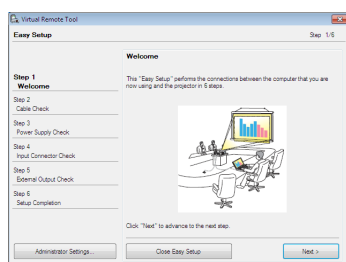 Virtual Remote Tool
Easy Setup
Step 1/6
Welcome
Step 1
Welcome
This "Easy Setup" performs the connections between the computer that you are
now using and the projector in 6 steps.
Step 2
Cable Check
Step 3
Power Supply Check
Step 4
Input Connector Check
Step 5
External Output Check
Step 6
Setup Completion
Click "Next" to advance to the next step.
Administrator Settings...
Close Easy Setup
Next >